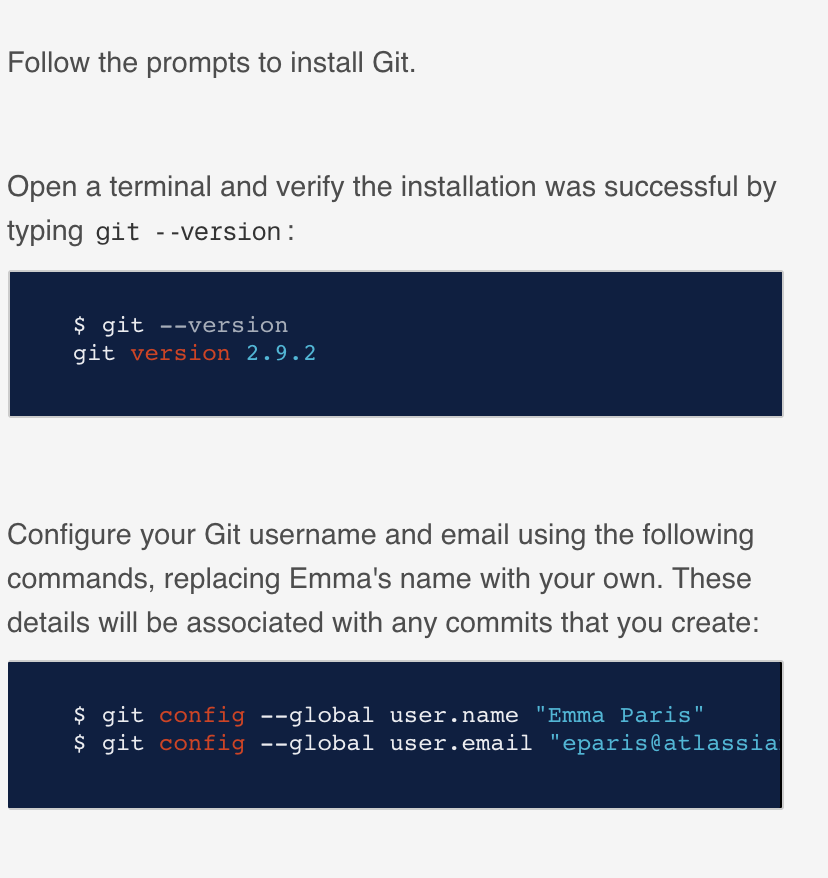 Follow the prompts to install Git.
Open a terminal and verify the installation was successful by
typing git --version:
$ git --version
git version 2.9.2
Configure your Git username and email using the following
commands, replacing Emma's name with your own. These
details will be associated with any commits that you create:
$ git config --global user.name "Emma Paris"
$ git config --global user.email "eparis@atlassia